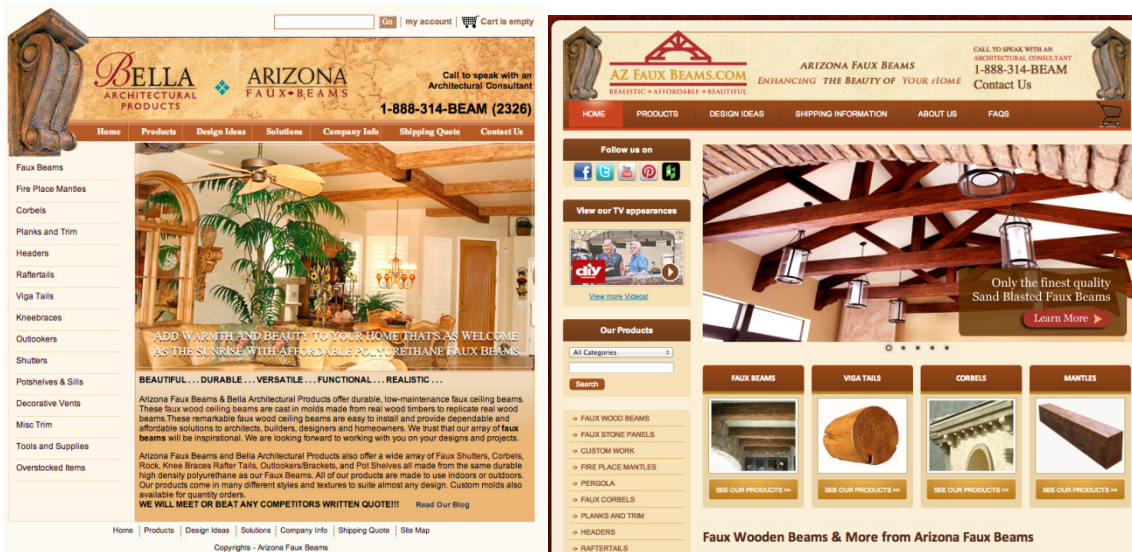 Go my account Cart is empty
BELLA
ARCHITECTURAL
PRODUCTS
ARIZONA
FAUX BEAMS
Call to speak with an
Architectural Consultant
1-888-314-BEAM (2326)
Home Products Design Ideas Solutions Company Info Shipping Quote Contact Us
Faux Beams
Fire Place Mantles
Corbels
Planks and Trim
Headers
Raftertails
Viga Tails
Kneebraces
Outlookers
Shutters
Potshelves & Sills
Decorative Vents
Misc Trim
Tools and Supplies
Overstocked Items
ADD WARMTH AND BEAUTY TO YOUR HOME THAT'S AS WELCOME
AS THE SUNRISE WITH AFFORDABLE POLYURETHANE FAUX BEAMS
BEAUTIFUL . . . DURABLE . . . VERSATILE . . . FUNCTIONAL . . . REALISTIC . . .
Arizona Faux Beams & Bella Architectural Products offer durable, low-maintenance faux ceiling beams.
These faux wood ceiling beams are cast in molds made from real wood timbers to replicate real wood
beams. These remarkable faux wood ceiling beams are easy to install and provide dependable and
affordable solutions to architects, builders, designers and homeowners. We trust that our array of faux
beams will be inspirational. We are looking forward to working with you on your designs and projects.
Arizona Faux Beams and Bella Architectural Products also offer a wide array of Faux Shutters, Corbels,
Rock, Knee Braces Rafter Tails, Outlookers/Brackets, and Pot Shelves all made from the same durable
high density polyurethane as our Faux Beams. All of our products are made to use indoors or outdoors.
Our products come in many different styles and textures to suite almost any design. Custom molds also
available for quantity orders.
WE WILL MEET OR BEAT ANY COMPETITORS WRITTEN QUOTE!!! Read Our Blog
Home Products Design Ideas Solutions Company Info Shipping Quote Site Map
Copyrights - Arizona Faux Beams
AZ FAUX BEAMS.COM
REALISTIC AFFORDABLE BEAUTIFUL
ARIZONA FAUX BEAMS
ENHANCING THE BEAUTY OF YOUR HOME
CALL TO SPEAK WITH AN
ARCHITECTURAL CONSULTANT
1-888-314-BEAM
Contact Us
HOME PRODUCTS DESIGN IDEAS SHIPPING INFORMATION ABOUT US FAQS
Follow us on
You Tube
View our TV appearances
diy
View more Videos!
Our Products
All Categories
Search
FAUX WOOD BEAMS
FAUX STONE PANELS
CUSTOM WORK
FIRE PLACE MANTLES
PERGOLA
FAUX CORBELS
PLANKS AND TRIM
HEADERS
RAFTERTAILS
Only the finest quality
Sand Blasted Faux Beams
Learn More
FAUX BEAMS VIGA TAILS CORBELS MANTLES
SEE OUR PRODUCTS >> SEE OUR PRODUCTS >> SEE OUR PRODUCTS >> SEE OUR PRODUCTS >>
Faux Wooden Beams & More from Arizona Faux Beams